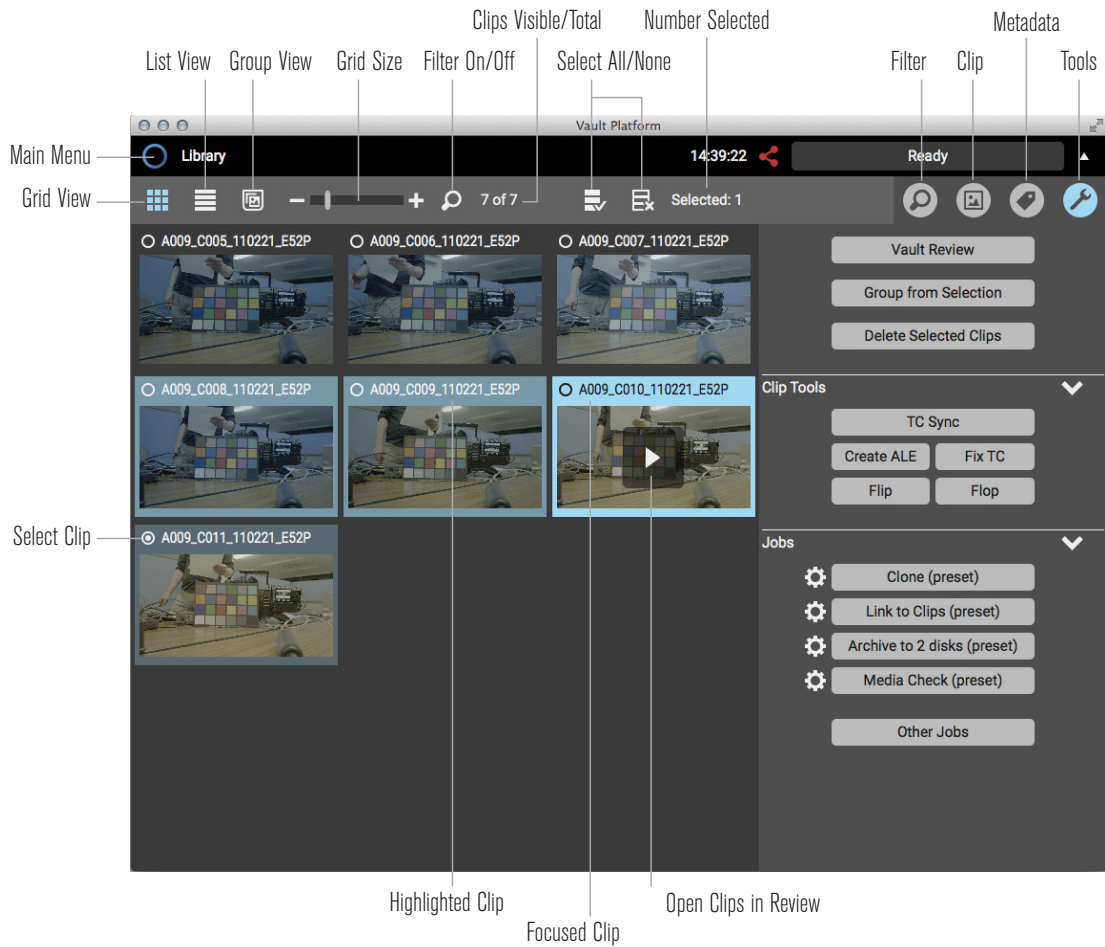 Clips Visible/Total Number Selected Metadata
List View Group View Grid Size Filter On/Off Select All/None Filter Clip Tools
Vault Platform
Main Menu Library 14:39:22 Ready
Grid View 7 of 7 Selected: 1
A009_C005_110221_E52P A009_C006_110221_E52P A009_C007_110221_E52P
Vault Review
Group from Selection
Delete Selected Clips
A009_C008_110221_E52P A009_C009_110221_E52P A009_C010_110221_E52P Clip Tools
TC Sync
Create ALE Fix TC
Flip Flop
Select Clip A009_C011_110221_E52P Jobs
Clone (preset)
Link to Clips (preset)
Archive to 2 disks (preset)
Media Check (preset)
Other Jobs
Highlighted Clip Open Clips in Review
Focused Clip